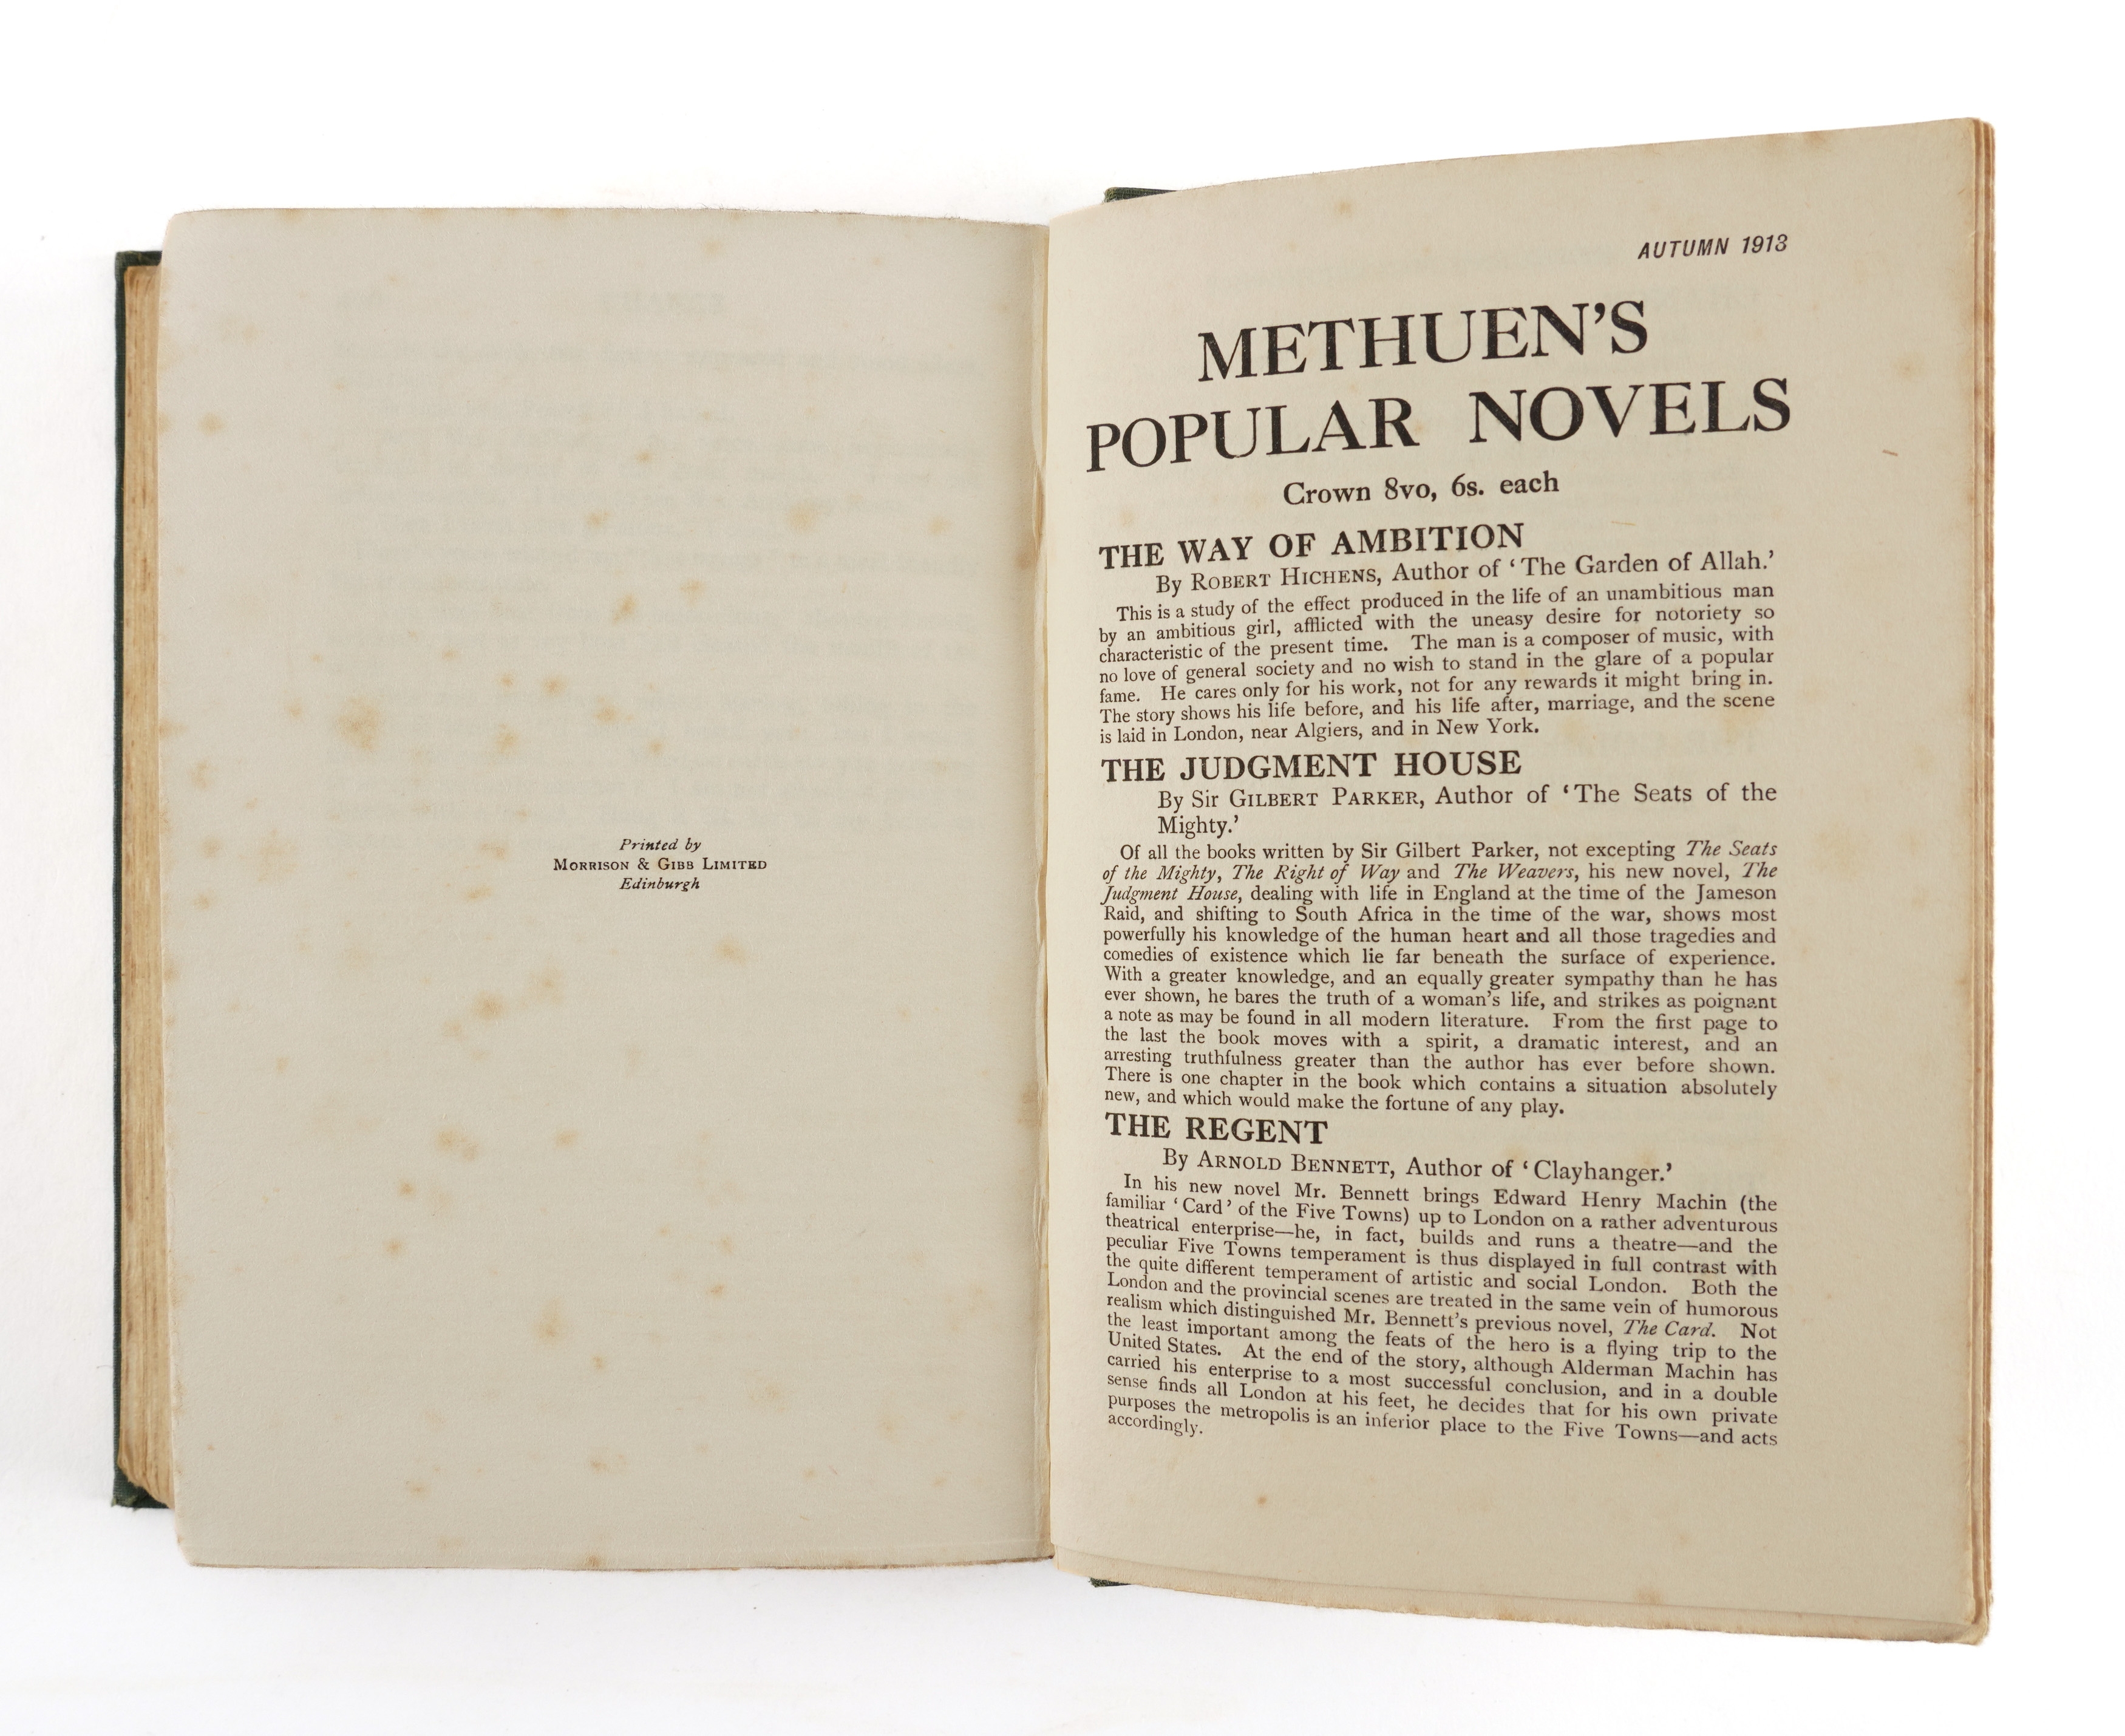 Printed by
MORRISON & GIBB LIMITED
Edinburgh
AUTUMN 1913
METHUEN'S
POPULAR NOVELS
Crown 8vo, 6s. each
THE WAY OF AMBITION
By ROBERT HICHENS, Author of ‘The Garden of Allah.’
This is a study of the effect produced in the life of an unambitious man
by an ambitious girl, afflicted with the uneasy desire for notoriety so
characteristic of the present time. The man is a composer of music, with
no love of general society and no wish to stand in the glare of a popular
fame. He cares only for his work, not for any rewards it might bring in.
The story shows his life before, and his life after, marriage, and the scene
is laid in London, near Algiers, and in New York.
THE JUDGMENT HOUSE
By Sir GILBERT PARKER, Author of ‘The Seats of the
Mighty.’
Of all the books written by Sir Gilbert Parker, not excepting The Seats
of the Mighty, The Right of Way and The Weavers, his new novel, The
Judgment House, dealing with life in England at the time of the Jameson
Raid, and shifting to South Africa in the time of the war, shows most
powerfully his knowledge of the human heart and all those tragedies and
comedies of existence which lie far beneath the surface of experience.
With a greater knowledge, and an equally greater sympathy than he has
ever shown, he bares the truth of a woman's life, and strikes as poignant
a note as may be found in all modern literature. From the first page to
the last the book moves with a spirit, a dramatic interest, and an
arresting truthfulness greater than the author has ever before shown.
There is one chapter in the book which contains a situation absolutely
new, and which would make the fortune of any play.
THE REGENT
By ARNOLD BENNETT, Author of ‘Clayhanger.’
In his new novel Mr. Bennett brings Edward Henry Machin (the
familiar ‘Card’ of the Five Towns) up to London on a rather adventurous
theatrical enterprise—he, in fact, builds and runs a theatre—and the
peculiar Five Towns temperament is thus displayed in full contrast with
the quite different temperament of artistic and social London. Both the
London and the provincial scenes are treated in the same vein of humorous
realism which distinguished Mr. Bennett's previous novel, The Card. Not
the least important among the feats of the hero is a flying trip to the
United States. At the end of the story, although Alderman Machin has
carried his enterprise to a most successful conclusion, and in a double
sense finds all London at his feet, he decides that for his own private
purposes the metropolis is an inferior place to the Five Towns—and acts
accordingly.